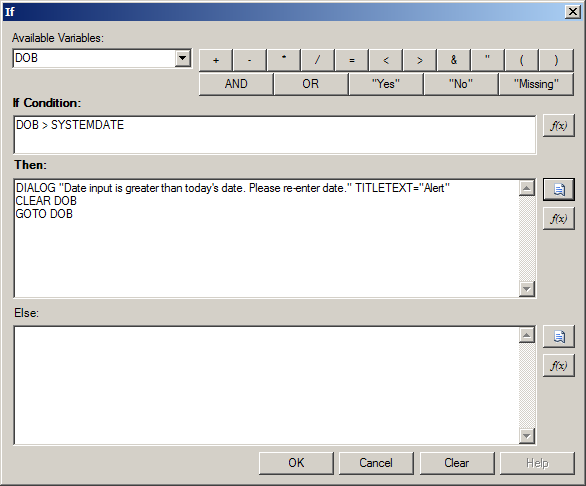 If
Available Variables:
DOB
+ - * / = < > & " ( )
AND OR "Yes" "No" "Missing"
If Condition:
DOB > SYSTEMDATE
f(x)
Then:
DIALOG "Date input is greater than today's date. Please re-enter date." TITLETEXT="Alert"
CLEAR DOB
GOTO DOB
f(x)
Else:
f(x)
OK Cancel Clear Help